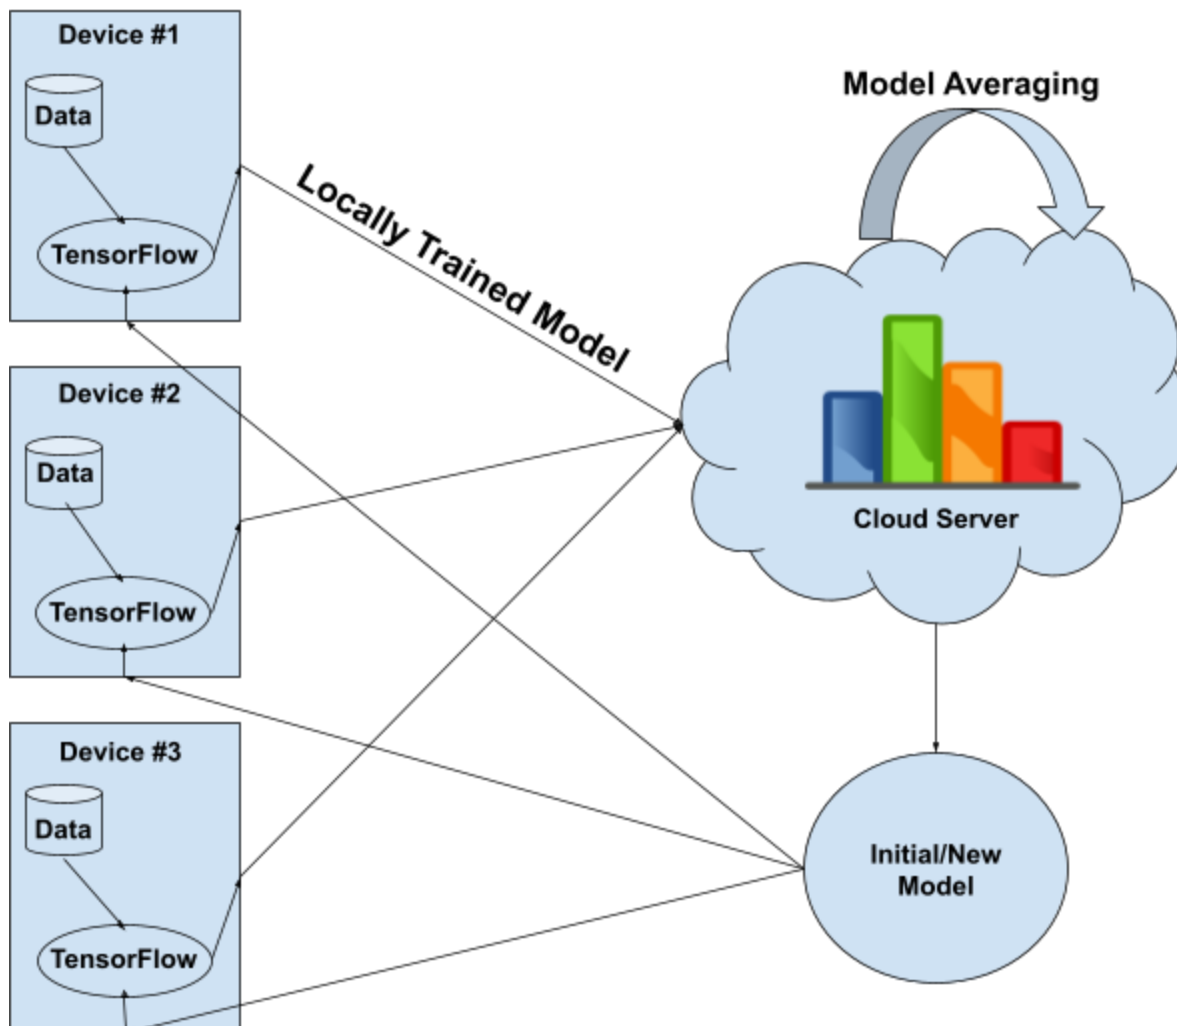 Device #1
Data
TensorFlow
Device #2
Data
TensorFlow
Device #3
Data
TensorFlow
Locally Trained Model
Model Averaging
Cloud Server
Initial/New
Model